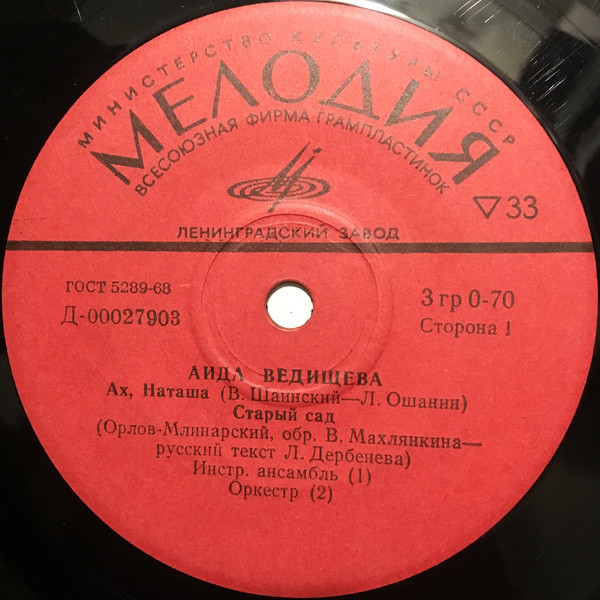 МИНИСТЕРСТВО КУЛЬТУРЫ СССР
МЕЛОДИЯ
ВСЕСОЮЗНАЯ ФИРМА ГРАМПЛАСТИНОК
▽33
ЛЕНИНГРАДСКИЙ ЗАВОД
ГОСТ 5289-68
Д-00027903
3 гр 0-70
Сторона 1
АИДА ВЕДИЩЕВА
Ах, Наташа (В. Шаинский—Л. Ошанин)
Старый сад
(Орлов-Млинарский, обр. В. Махлянкина—
русский текст Л. Дербенева)
Инстр. ансамбль (1)
Оркестр (2)